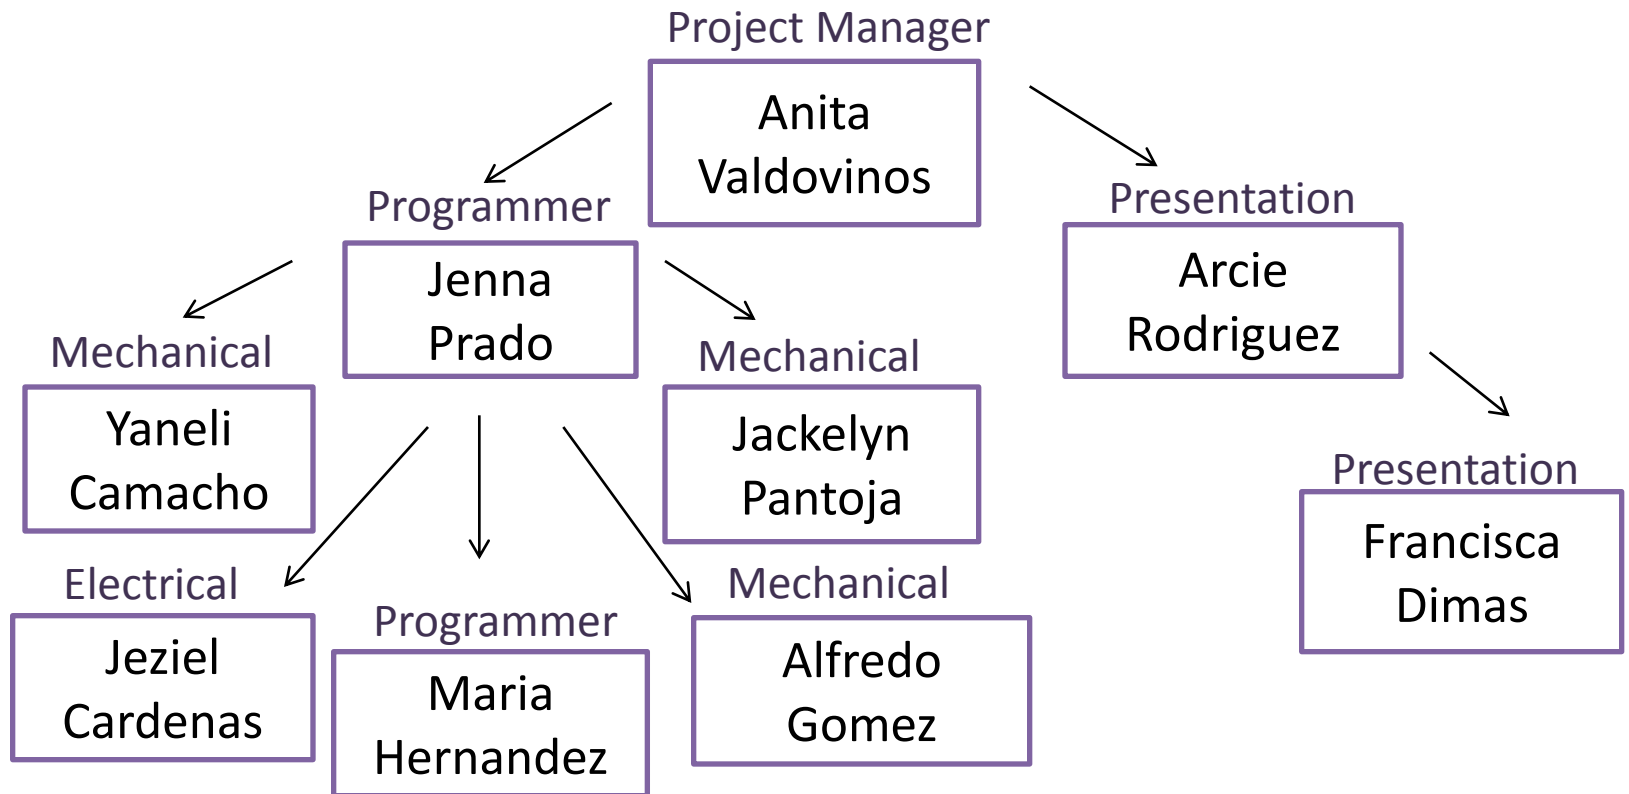 Project Manager
Anita
Valdovinos
Programmer
Jenna
Prado
Presentation
Arcie
Rodriguez
Mechanical
Yaneli
Camacho
Mechanical
Jackelyn
Pantoja
Presentation
Francisca
Dimas
Electrical
Jeziel
Cardenas
Programmer
Maria
Hernandez
Mechanical
Alfredo
Gomez